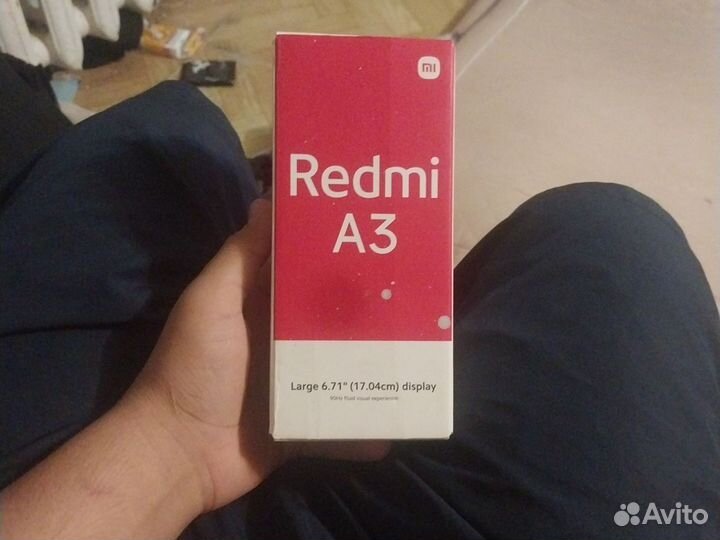 mi
Redmi
A3
Large 6.71" (17.04cm) display
90Hz fluid visual experience
Avito